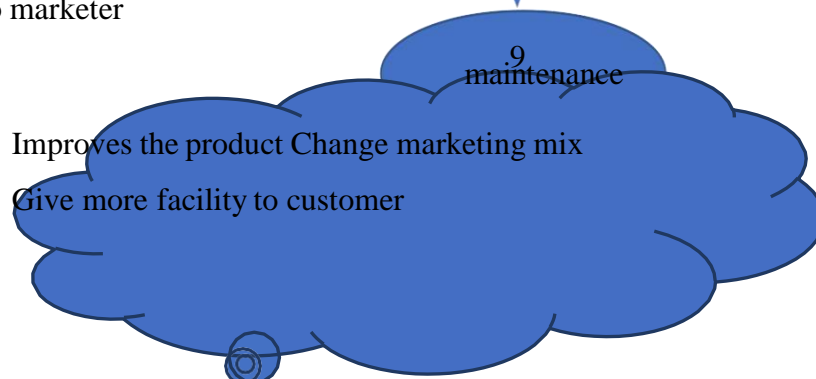 marketer
9
maintenance
Improves the product Change marketing mix
Give more facility to customer